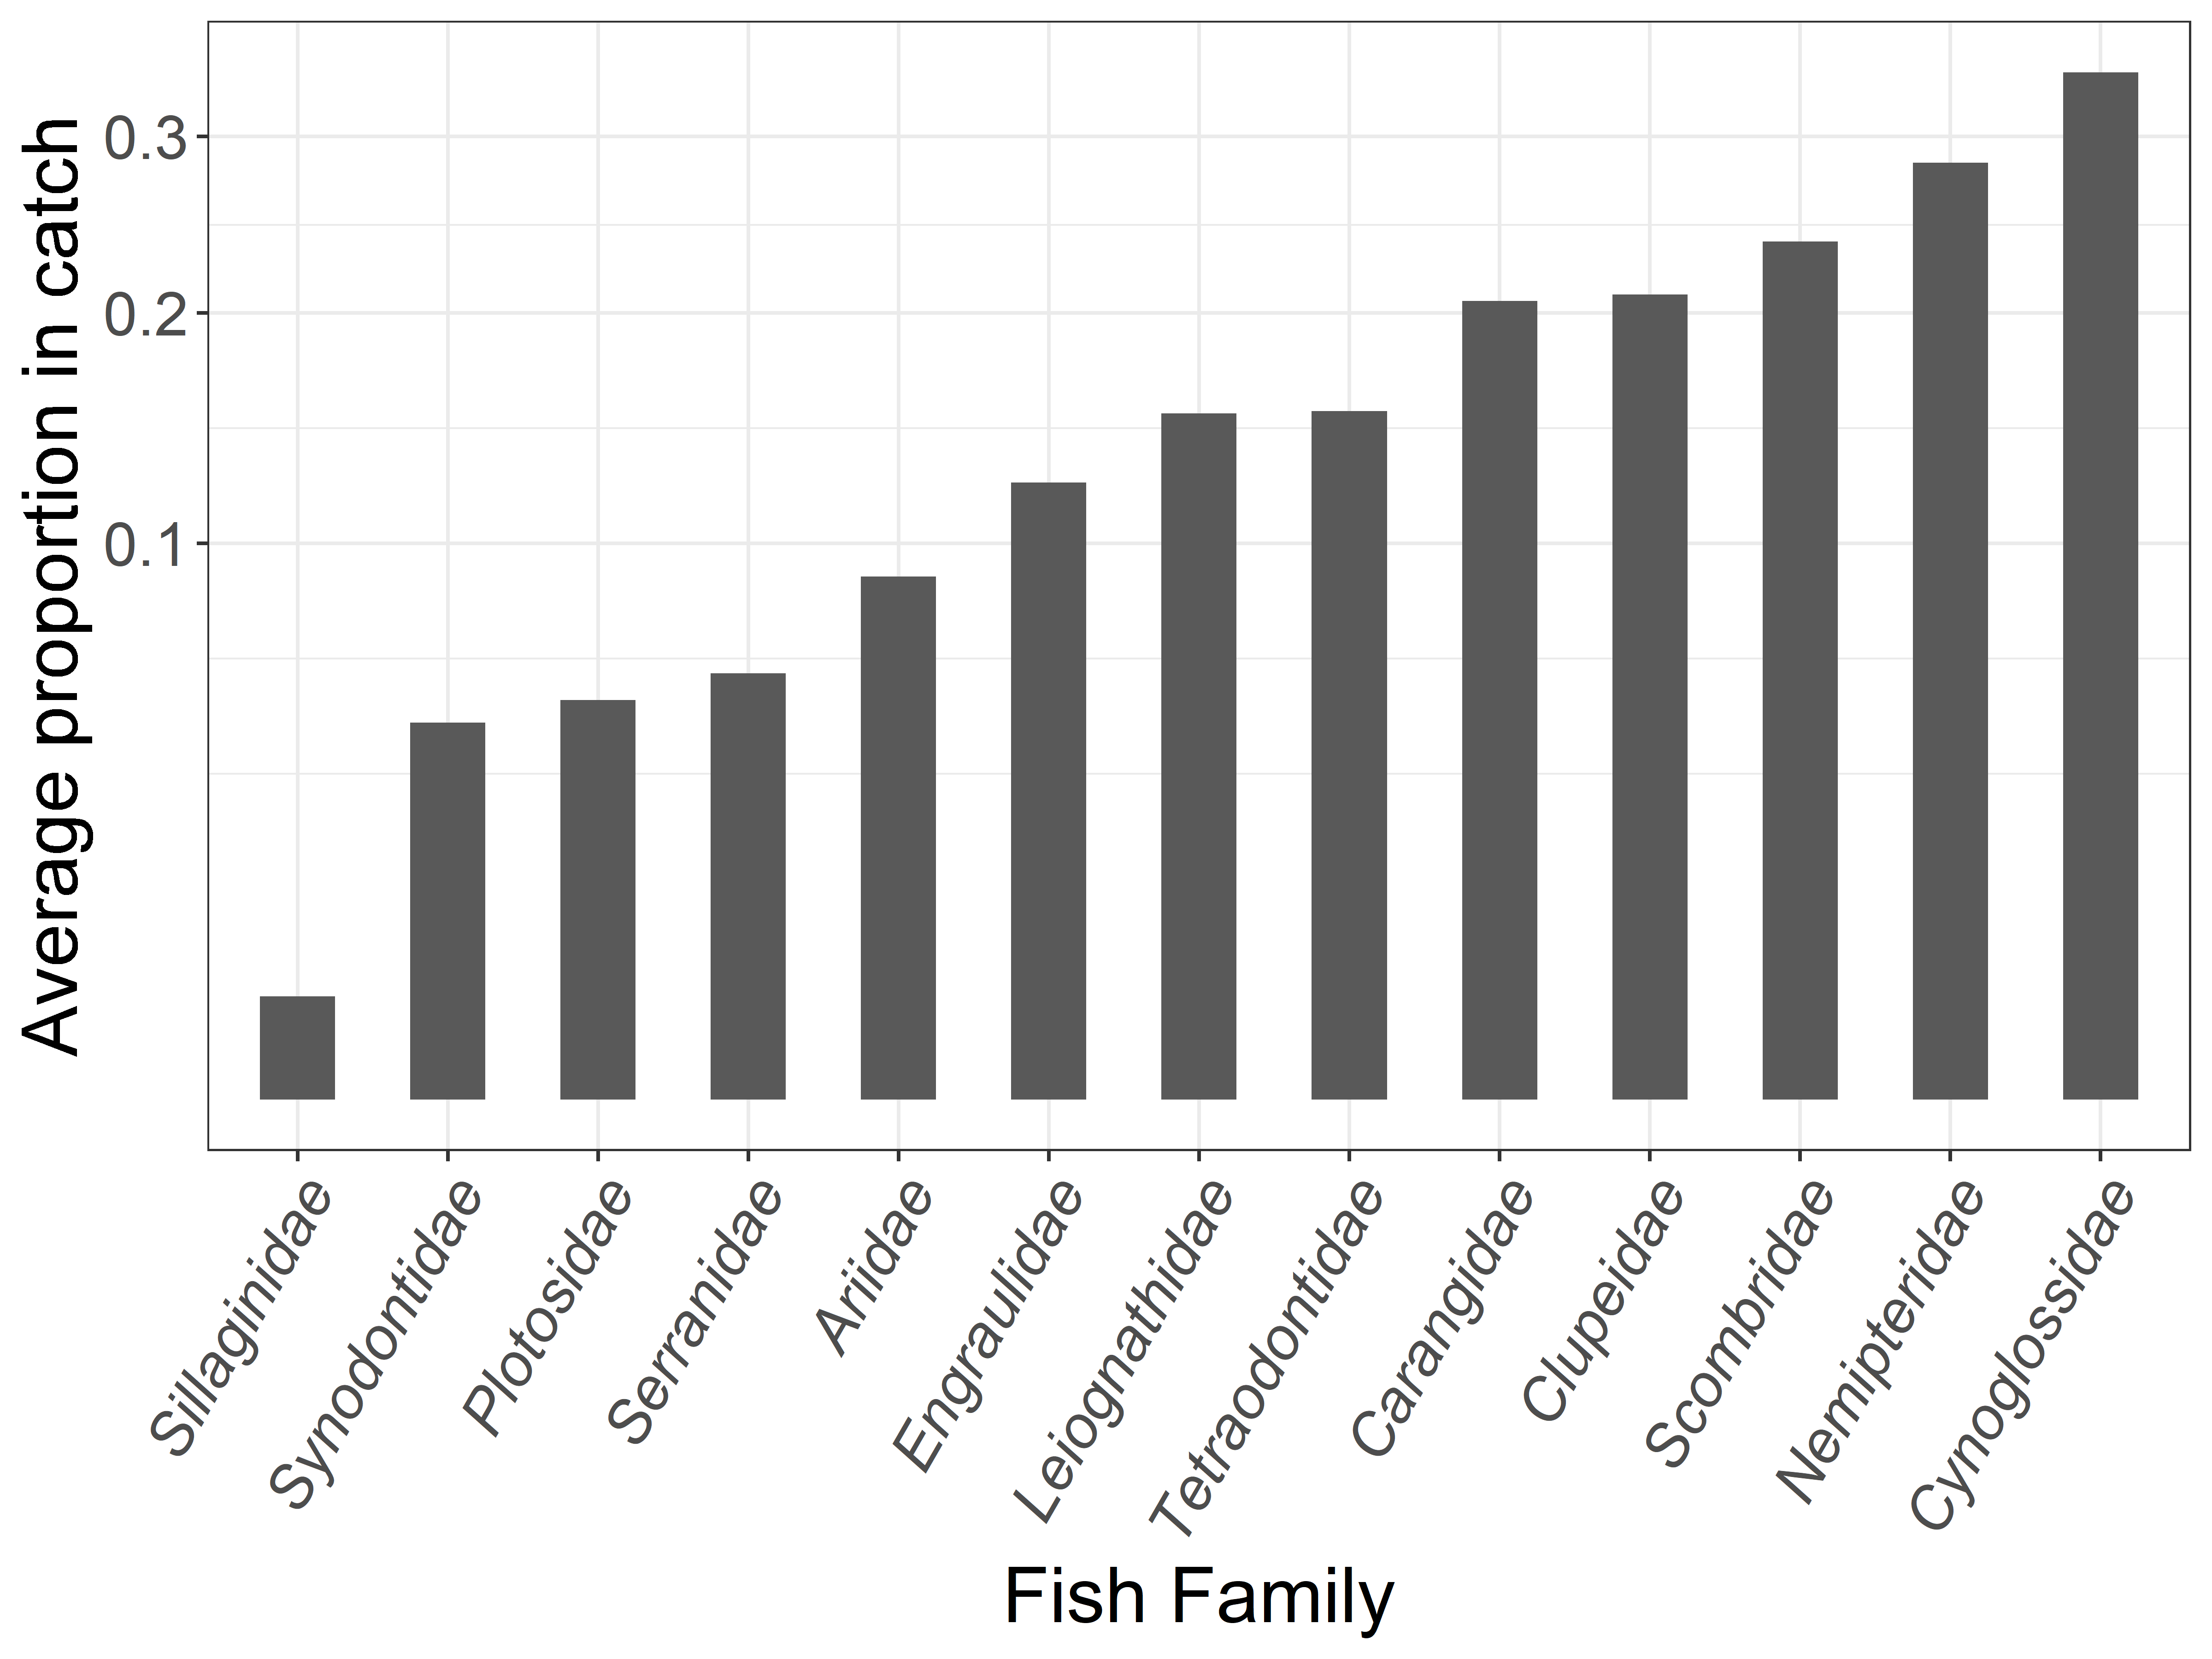 Average proportion in catch
0.3
0.2
0.1
Sillaginidae
Synodontidae
Plotosidae
Serranidae
Ariidae
Engraulidae
Leiognathidae
Tetraodontidae
Carangidae
Clupeidae
Scombridae
Nemipteridae
Cynoglossidae
Fish Family